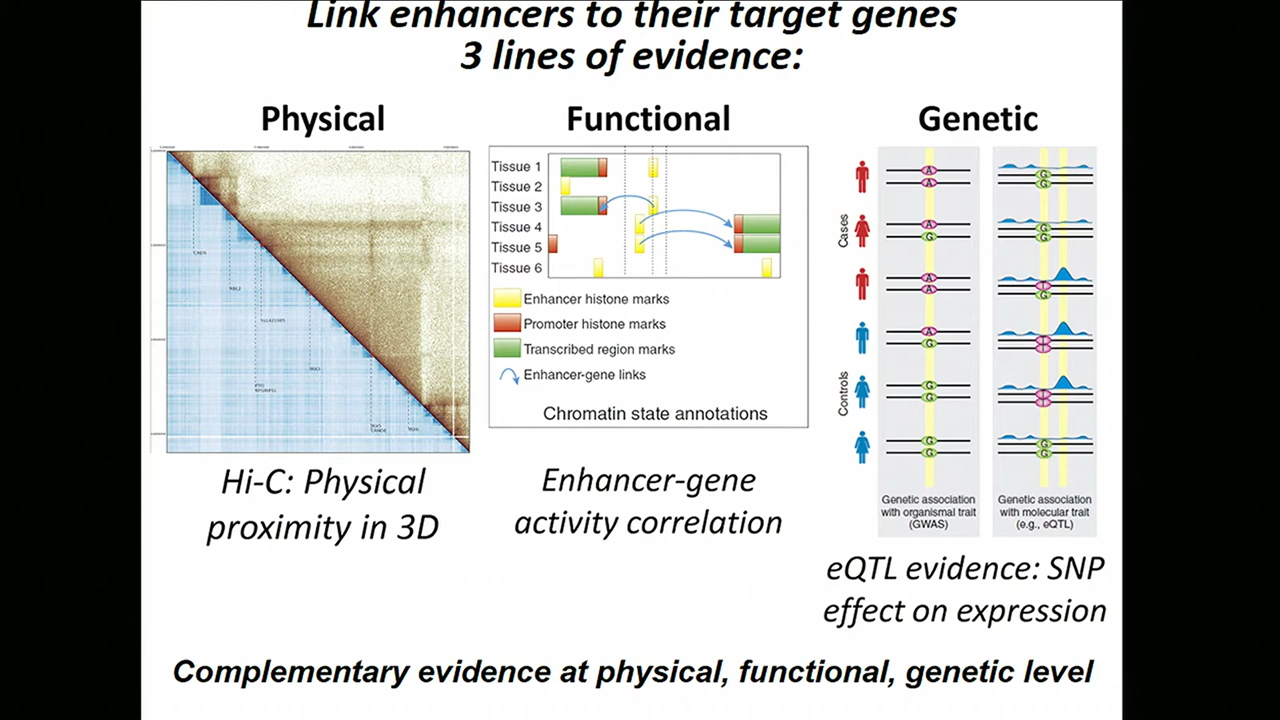 Link enhancers to their target genes
3 lines of evidence:
Physical
Functional
Genetic
Tissue 1
Tissue 2
Tissue 3
Tissue 4
Tissue 5
Tissue 6
Enhancer histone marks
Promoter histone marks
Transcribed region marks
Enhancer-gene links
Chromatin state annotations
Cases
Controls
A
A
A
G
A
A
A
G
G
G
G
G
G
G
G
G
G
G
G
Genetic association
with organismal trait
(GWAS)
Genetic association
with molecular trait
(e.g., eQTL)
Hi-C: Physical
proximity in 3D
Enhancer-gene
activity correlation
eQTL evidence: SNP
effect on expression
Complementary evidence at physical, functional, genetic level